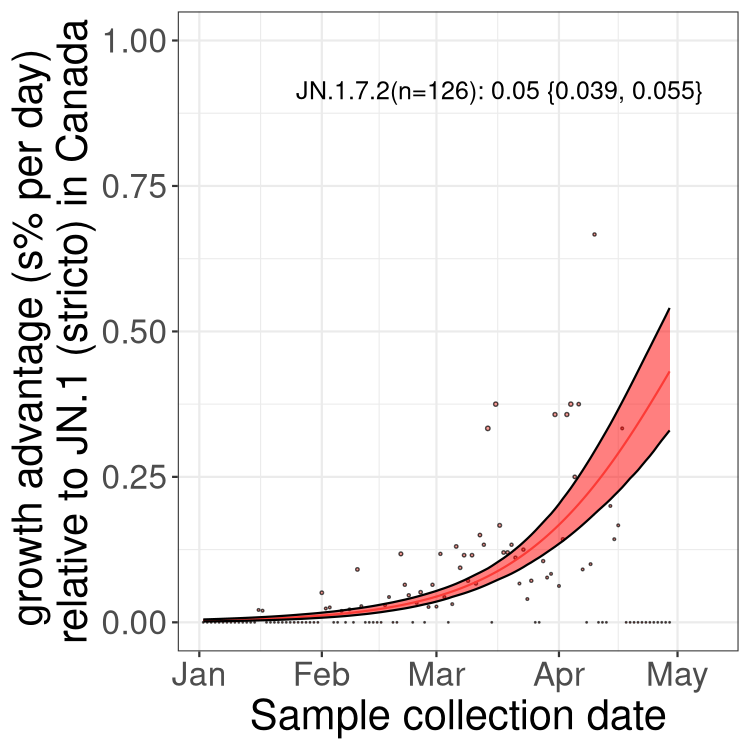 growth advantage (s% per day)
relative to JN.1 (stricto) in Canada
1.00
JN.1.7.2(n=126): 0.05 {0.039, 0.055}
0.75
0.50
0.25
0.00
Jan Feb Mar Apr May
Sample collection date